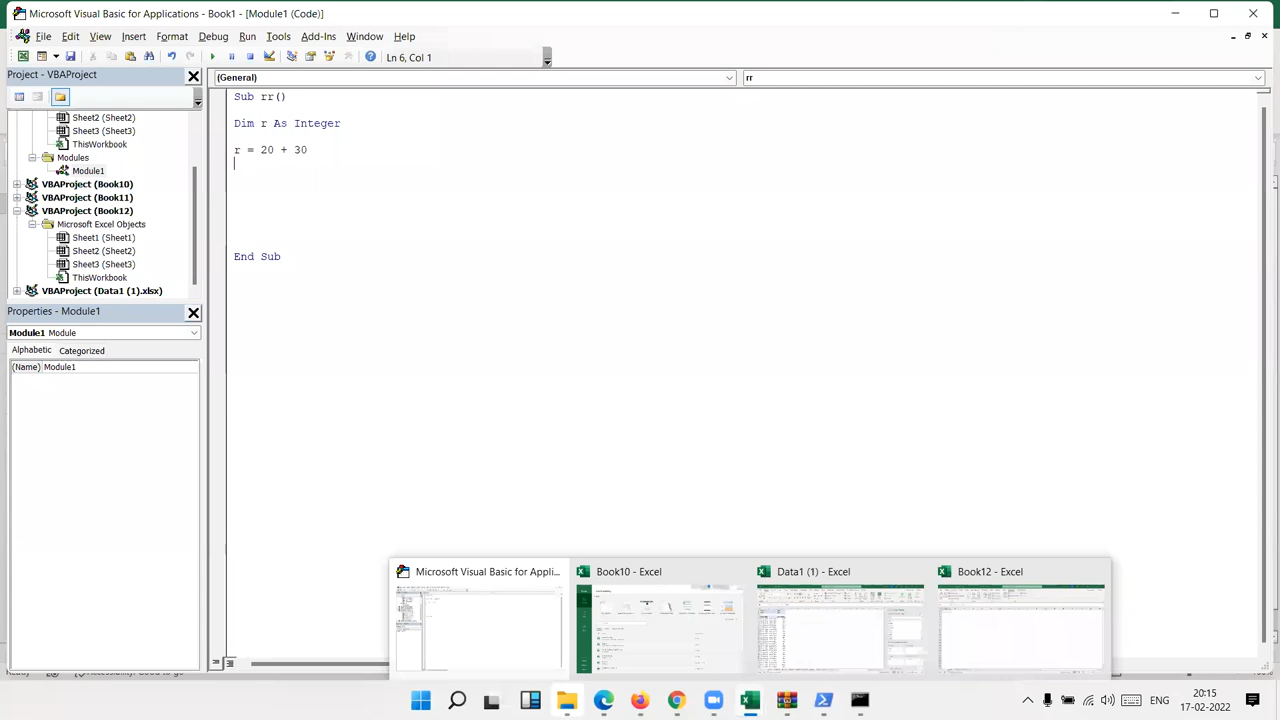 Microsoft Visual Basic for Applications - Book1 - [Module1 (Code)]
File Edit View Insert Format Debug Run Tools Add-Ins Window Help
Ln 6, Col 1
Project - VBAProject
(General)
rr
Sheet2 (Sheet2)
Sheet3 (Sheet3)
ThisWorkbook
Modules
Module1
VBAProject (Book10)
VBAProject (Book11)
VBAProject (Book12)
Microsoft Excel Objects
Sheet1 (Sheet1)
Sheet2 (Sheet2)
Sheet3 (Sheet3)
ThisWorkbook
VBAProject (Data1 (1).xlsx)
Sub rr()
Dim r As Integer
r = 20 + 30
End Sub
Properties - Module1
Module1 Module
Alphabetic Categorized
(Name) Module1
Microsoft Visual Basic for Appli...
Book10 - Excel
Data1 (1) - Excel
Book12 - Excel
ENG
20:15
17-02-2022